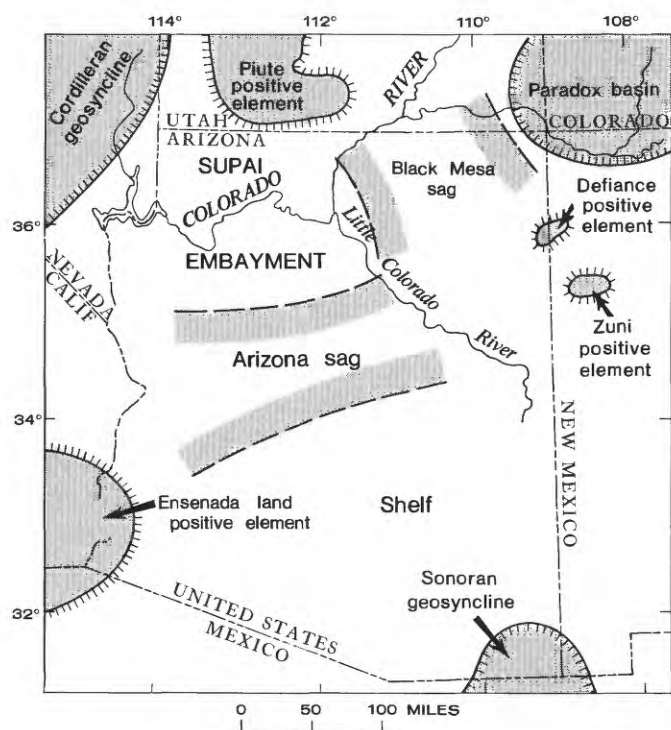 114°
112°
110°
108°
Cordilleran
geosyncline
Piute
positive
element
RIVER
Paradox basin
UTAH
ARIZONA
COLORADO
SUPAI
Black Mesa
sag
COLORADO
Defiance
positive
element
36°
Little
EMBAYMENT
NEVADA
CALIF
Colorado
River
Zuni
positive
element
Arizona sag
34°
NEW MEXICO
Ensenada land
positive element
Shelf
32°
Sonoran
geosyncline
UNITED STATES
MEXICO
0 50 100 MILES